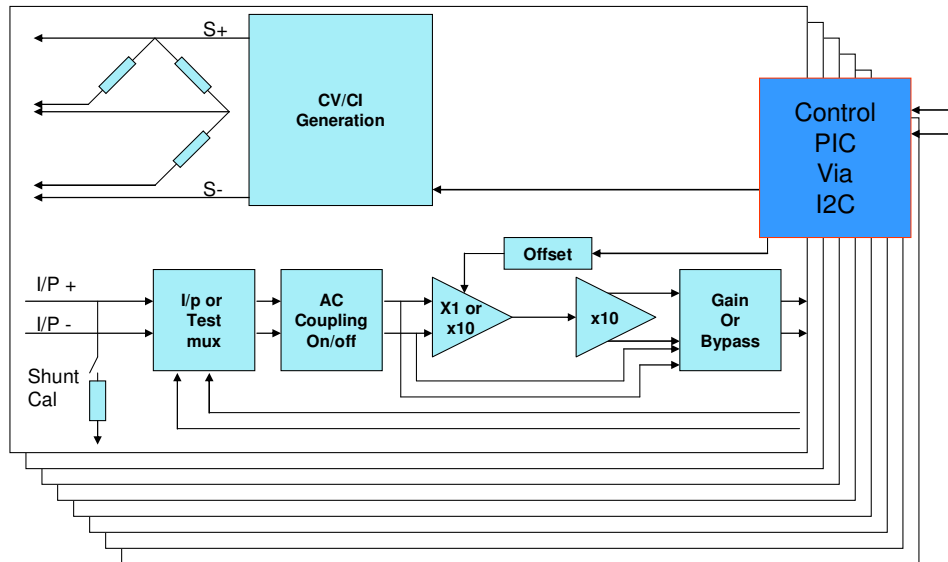 S+
CV/CI
Generation
S-
Control
PIC
Via
I2C
Offset
I/P +
I/P -
I/p or
Test
mux
AC
Coupling
On/off
X1 or
x10
x10
Gain
Or
Bypass
Shunt
Cal